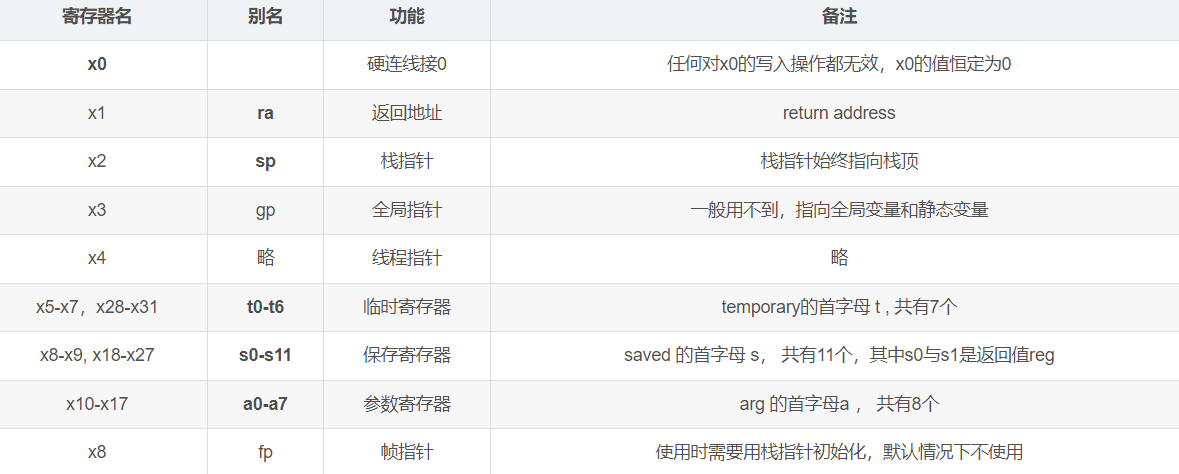 寄存器名 别名 功能 备注
x0 硬连线接0 任何对x0的写入操作都无效，x0的值恒定为0
x1 ra 返回地址 return address
x2 sp 栈指针 栈指针始终指向栈顶
x3 gp 全局指针 一般用不到，指向全局变量和静态变量
x4 略 线程指针 略
x5-x7，x28-x31 t0-t6 临时寄存器 temporary的首字母 t , 共有7个
x8-x9, x18-x27 s0-s11 保存寄存器 saved 的首字母 s， 共有11个，其中s0与s1是返回值reg
x10-x17 a0-a7 参数寄存器 arg 的首字母a ， 共有8个
x8 fp 帧指针 使用时需要用栈指针初始化，默认情况下不使用